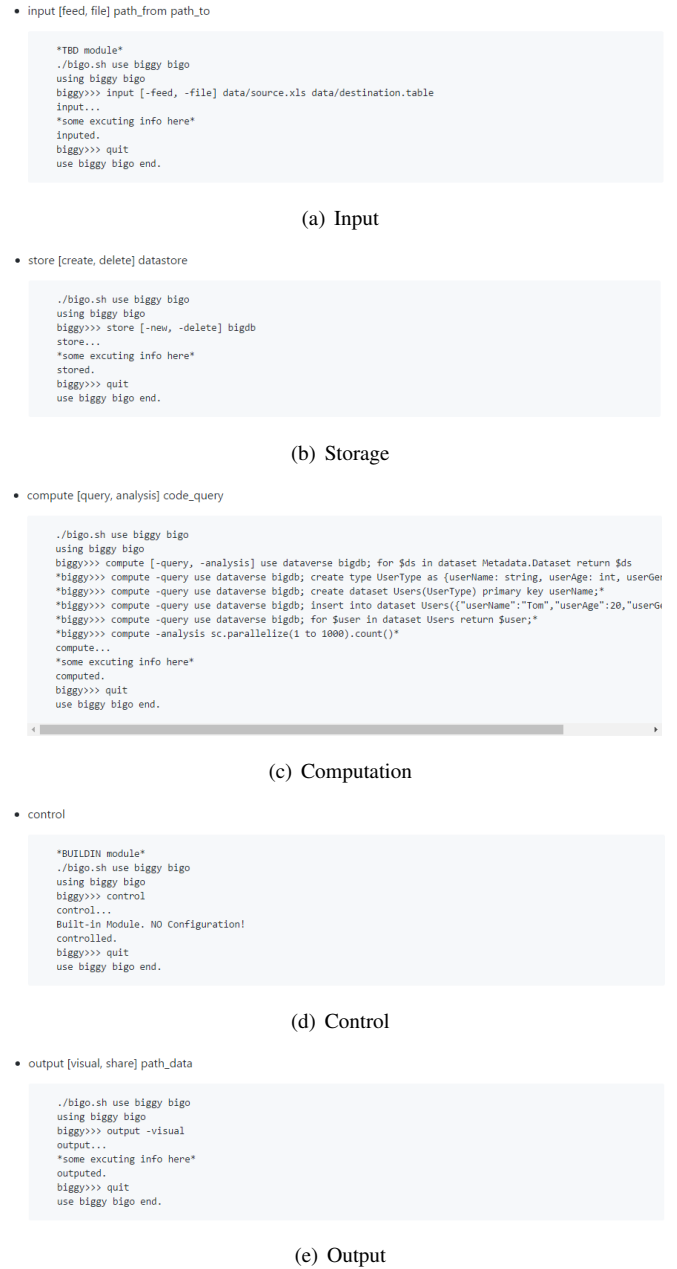 input [feed, file] path_from path_to
*TBD module*
./bigo.sh use biggy bigo
using biggy bigo
biggy>>> input [-feed, -file] data/source.xls data/destination.table
input...
*some excuting info here*
inputed.
biggy>>> quit
use biggy bigo end.
(a) Input
store [create, delete] datastore
./bigo.sh use biggy bigo
using biggy bigo
biggy>>> store [-new, -delete] bigdb
store...
*some excuting info here*
stored.
biggy>>> quit
use biggy bigo end.
(b) Storage
compute [query, analysis] code_query
./bigo.sh use biggy bigo
using biggy bigo
biggy>>> compute [-query, -analysis] use dataverse bigdb; for $ds in dataset Metadata.Dataset return $ds
*biggy>>> compute -query use dataverse bigdb; create type UserType as {userName: string, userAge: int, userGe
*biggy>>> compute -query use dataverse bigdb; create dataset Users(UserType) primary key userName;*
*biggy>>> compute -query use dataverse bigdb; insert into dataset Users({"userName":"Tom","userAge":20,"userG
*biggy>>> compute -query use dataverse bigdb; for $user in dataset Users return $user;*
*biggy>>> compute -analysis sc.parallelize(1 to 1000).count()*
compute...
*some excuting info here*
computed.
biggy>>> quit
use biggy bigo end.
(c) Computation
control
*BUILDIN module*
./bigo.sh use biggy bigo
using biggy bigo
biggy>>> control
control...
Built-in Module. NO Configuration!
controlled.
biggy>>> quit
use biggy bigo end.
(d) Control
output [visual, share] path_data
./bigo.sh use biggy bigo
using biggy bigo
biggy>>> output -visual
output...
*some excuting info here*
outputed.
biggy>>> quit
use biggy bigo end.
(e) Output